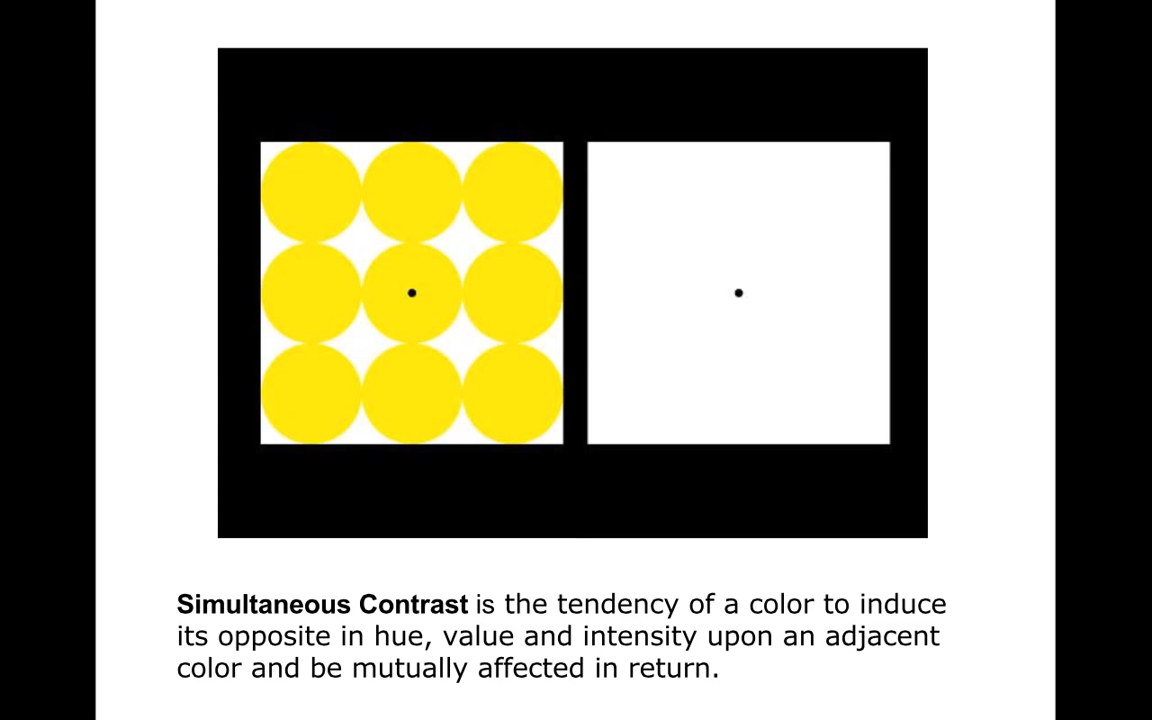 Simultaneous Contrast is the tendency of a color to induce
its opposite in hue, value and intensity upon an adjacent
color and be mutually affected in return.